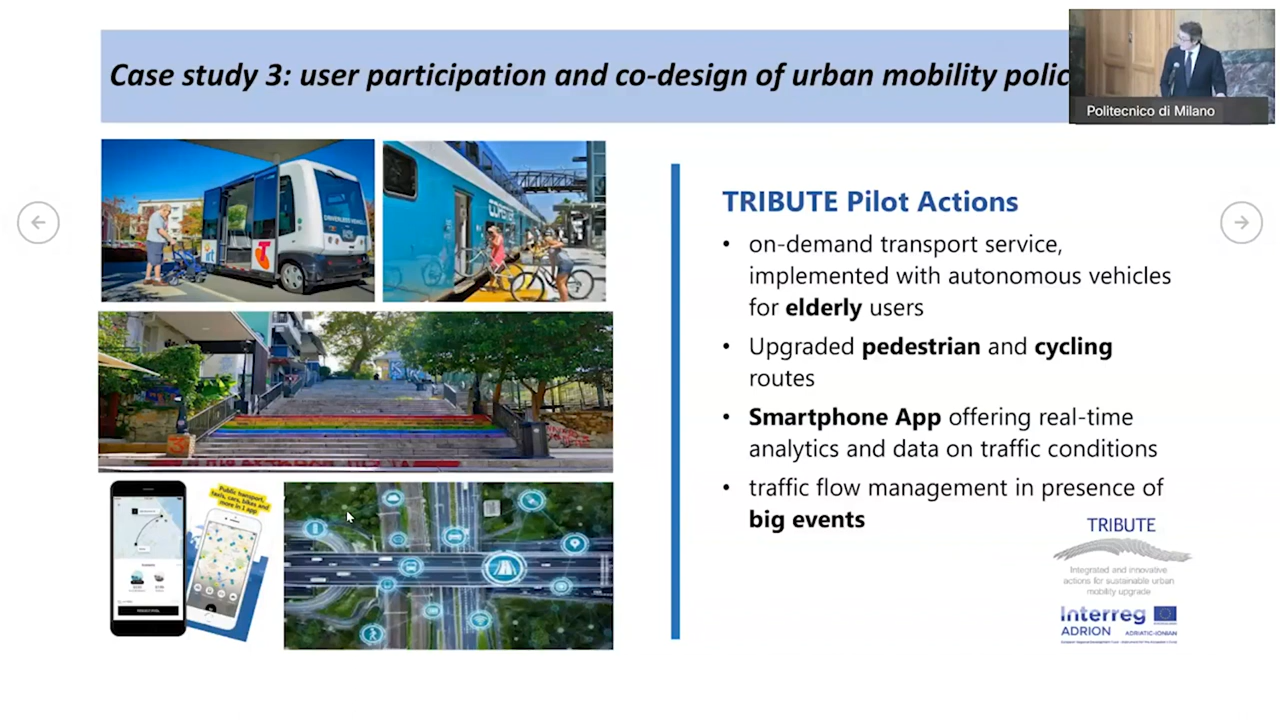 Case study 3: user participation and co-design of urban mobility polic
Politecnico di Milano
DRIVERLESS VEHICLE
COASTER
Public transport,
taxis, cars, bikes and
more in 1 app
TRIBUTE Pilot Actions
• on-demand transport service,
implemented with autonomous vehicles
for elderly users
• Upgraded pedestrian and cycling
routes
• Smartphone App offering real-time
analytics and data on traffic conditions
• traffic flow management in presence of
big events
TRIBUTE
Integrated and innovative
actions for sustainable urban
mobility upgrade
Interreg
ADRION ADRIATIC-IONIAN